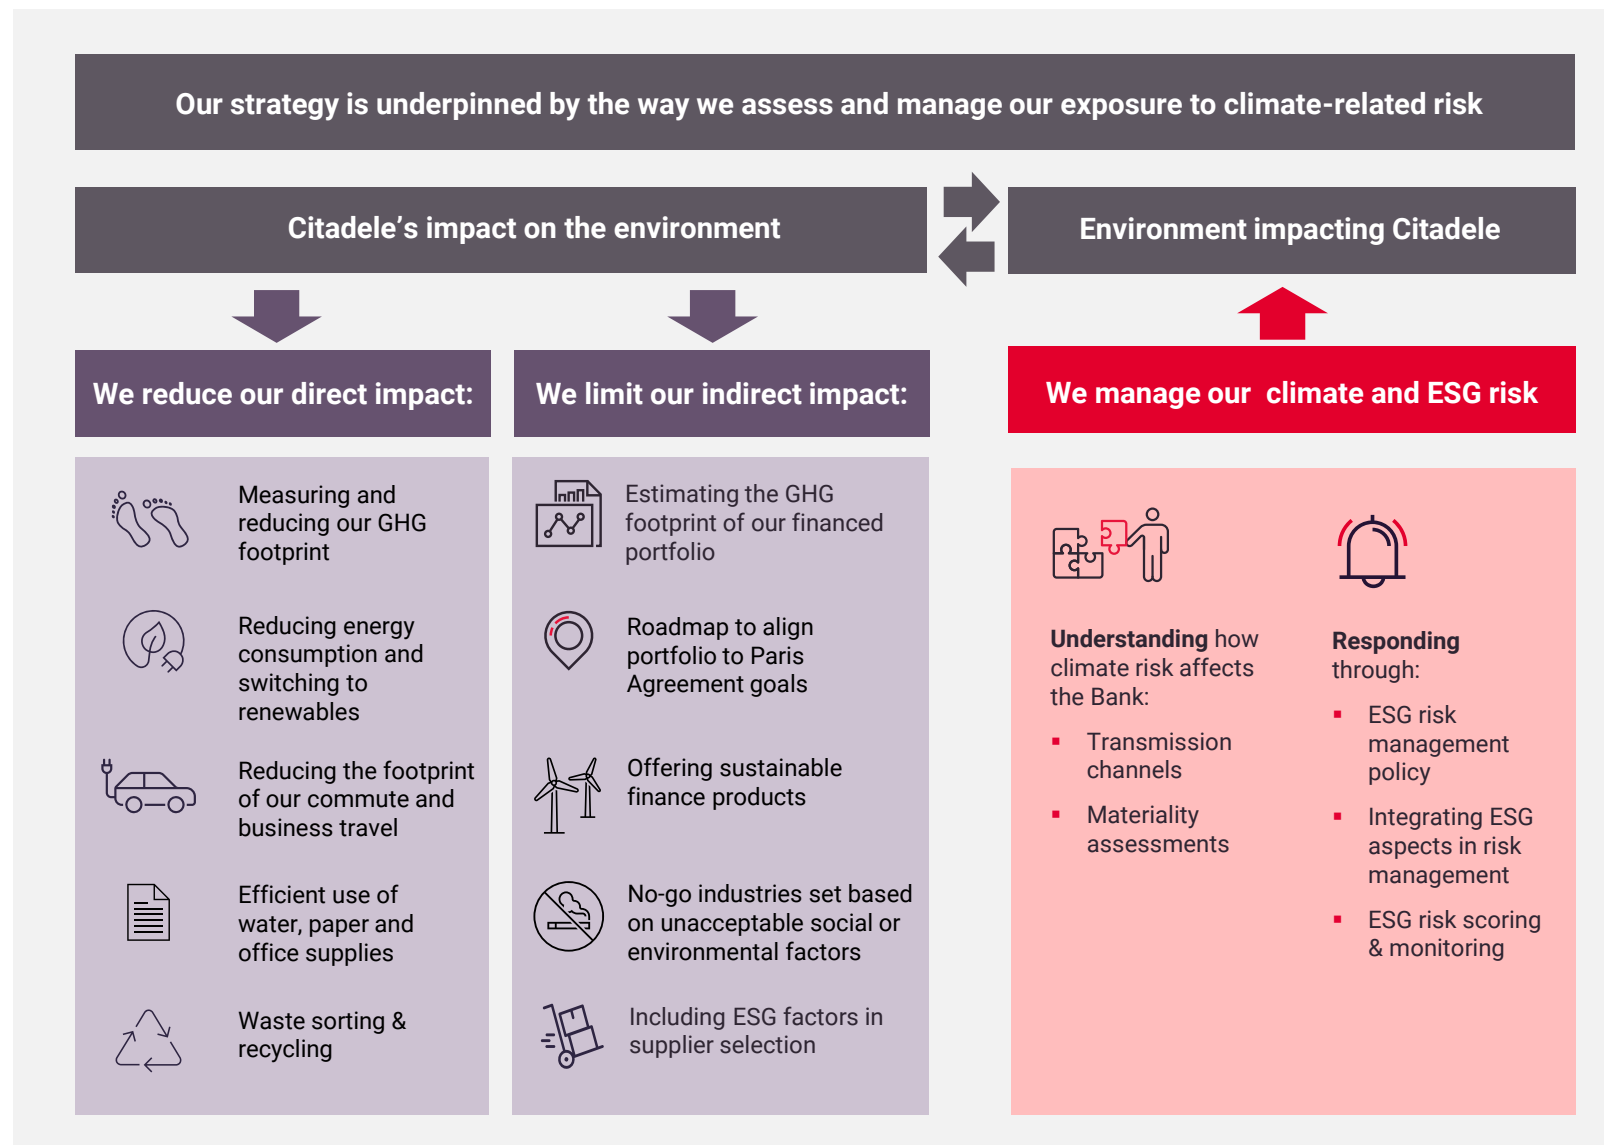 Our strategy is underpinned by the way we assess and manage our exposure to climate-related risk
Citadele’s impact on the environment
Environment impacting Citadele
We reduce our direct impact:
Measuring and
reducing our GHG
footprint
Reducing energy
consumption and
switching to
renewables
Reducing the footprint
of our commute and
business travel
Efficient use of
water, paper and
office supplies
Waste sorting &
recycling
We limit our indirect impact:
Estimating the GHG
footprint of our financed
portfolio
Roadmap to align
portfolio to Paris
Agreement goals
Offering sustainable
finance products
No-go industries set based
on unacceptable social or
environmental factors
Including ESG factors in
supplier selection
We manage our climate and ESG risk
Understanding how
climate risk affects
the Bank:
▪ Transmission
channels
▪ Materiality
assessments
Responding
through:
▪ ESG risk
management
policy
▪ Integrating ESG
aspects in risk
management
▪ ESG risk scoring
& monitoring